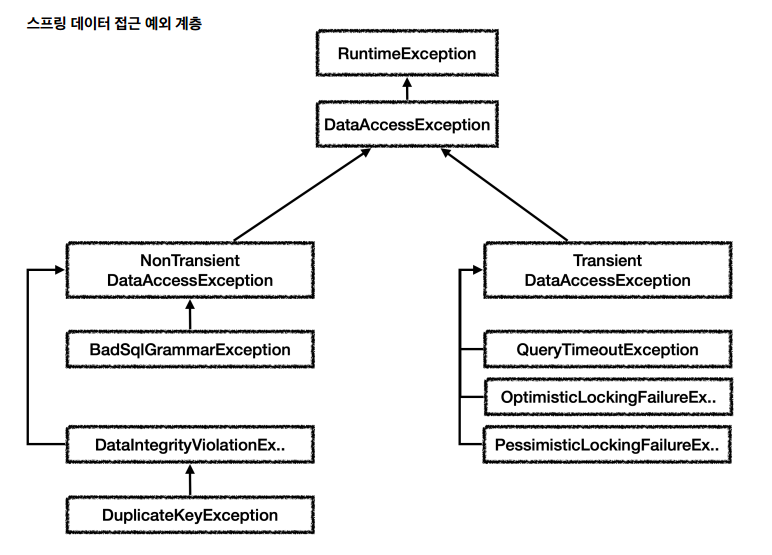 스프링 데이터 접근 예외 계층
RuntimeException
DataAccessException
NonTransient
DataAccessException
Transient
DataAccessException
BadSqlGrammarException
QueryTimeoutException
OptimisticLockingFailureEx..
DataIntegrityViolationEx..
PessimisticLockingFailureEx..
DuplicateKeyException